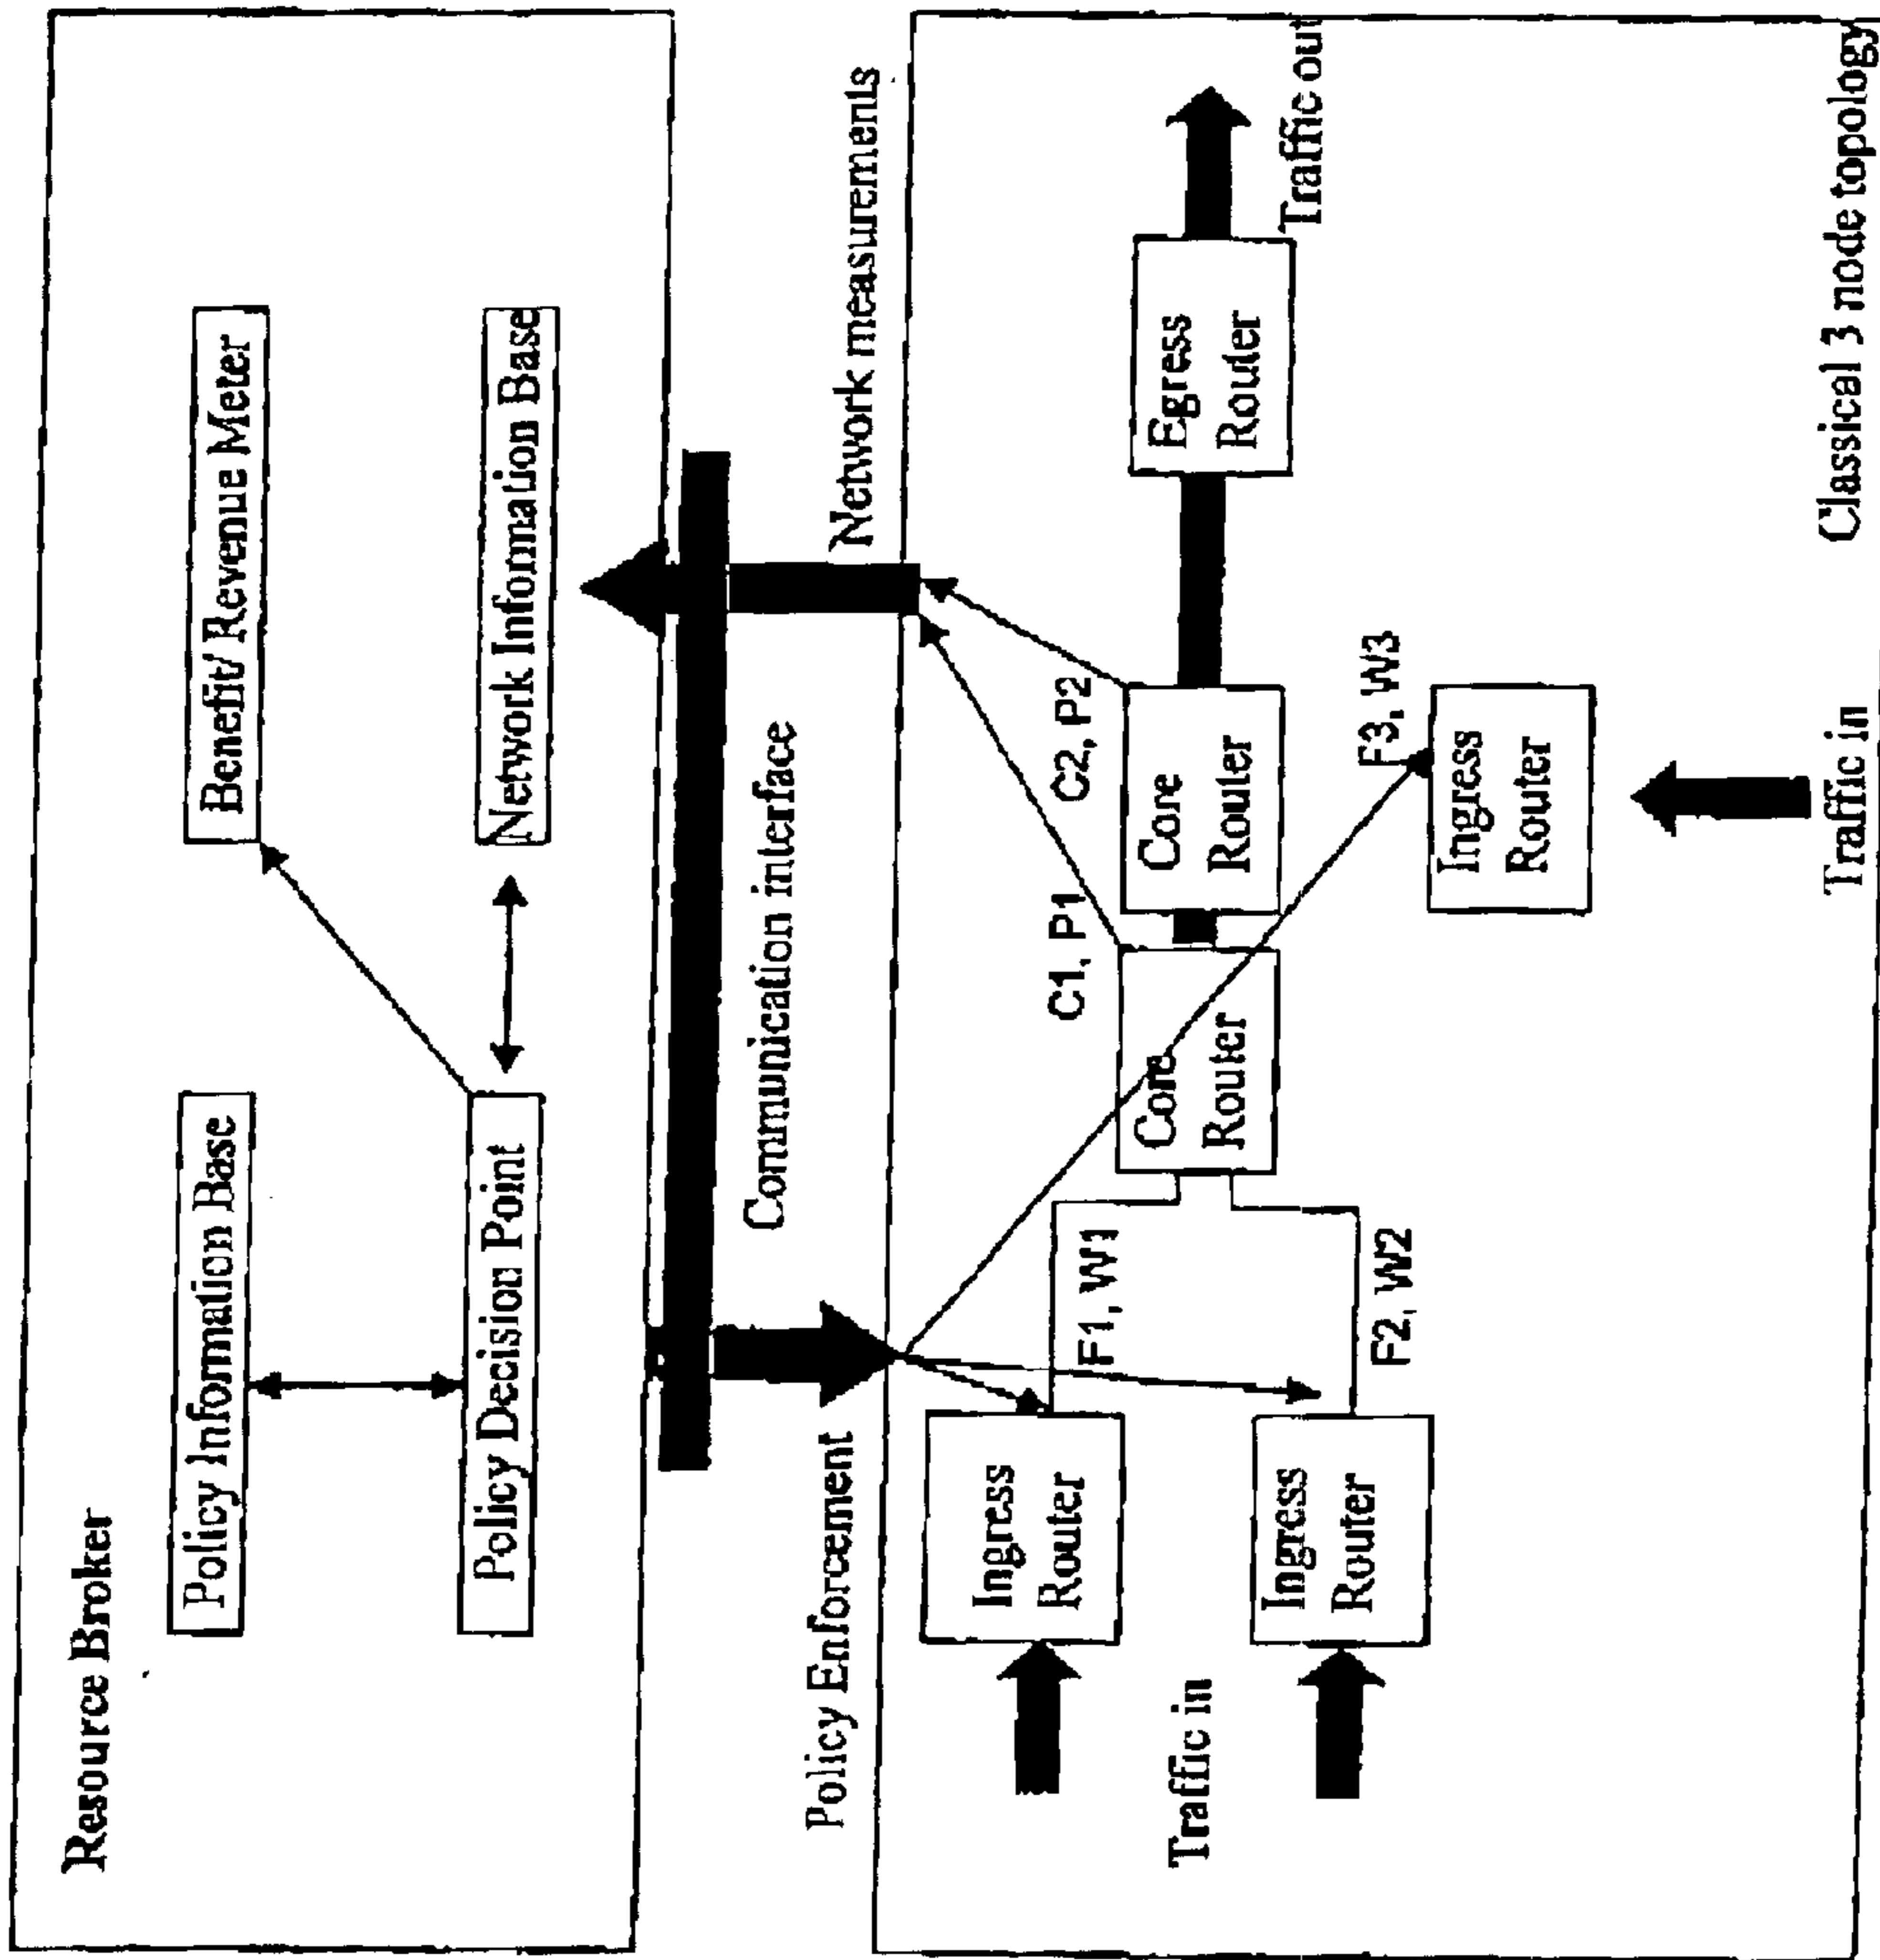 Resource Broker
Policy Information Base
Benefit/ Revenue Meter
Policy Decision Point
Network Information Base
Communication interface
Policy Enforcement
Network measurements
Ingress
Router
F1, W1
C1, P1
C2, P2
Core
Router
Core
Router
Egress
Router
Traffic out
Traffic in
Ingress
Router
F2, W2
F3, W3
Ingress
Router
Traffic in
Classical 3 node topology